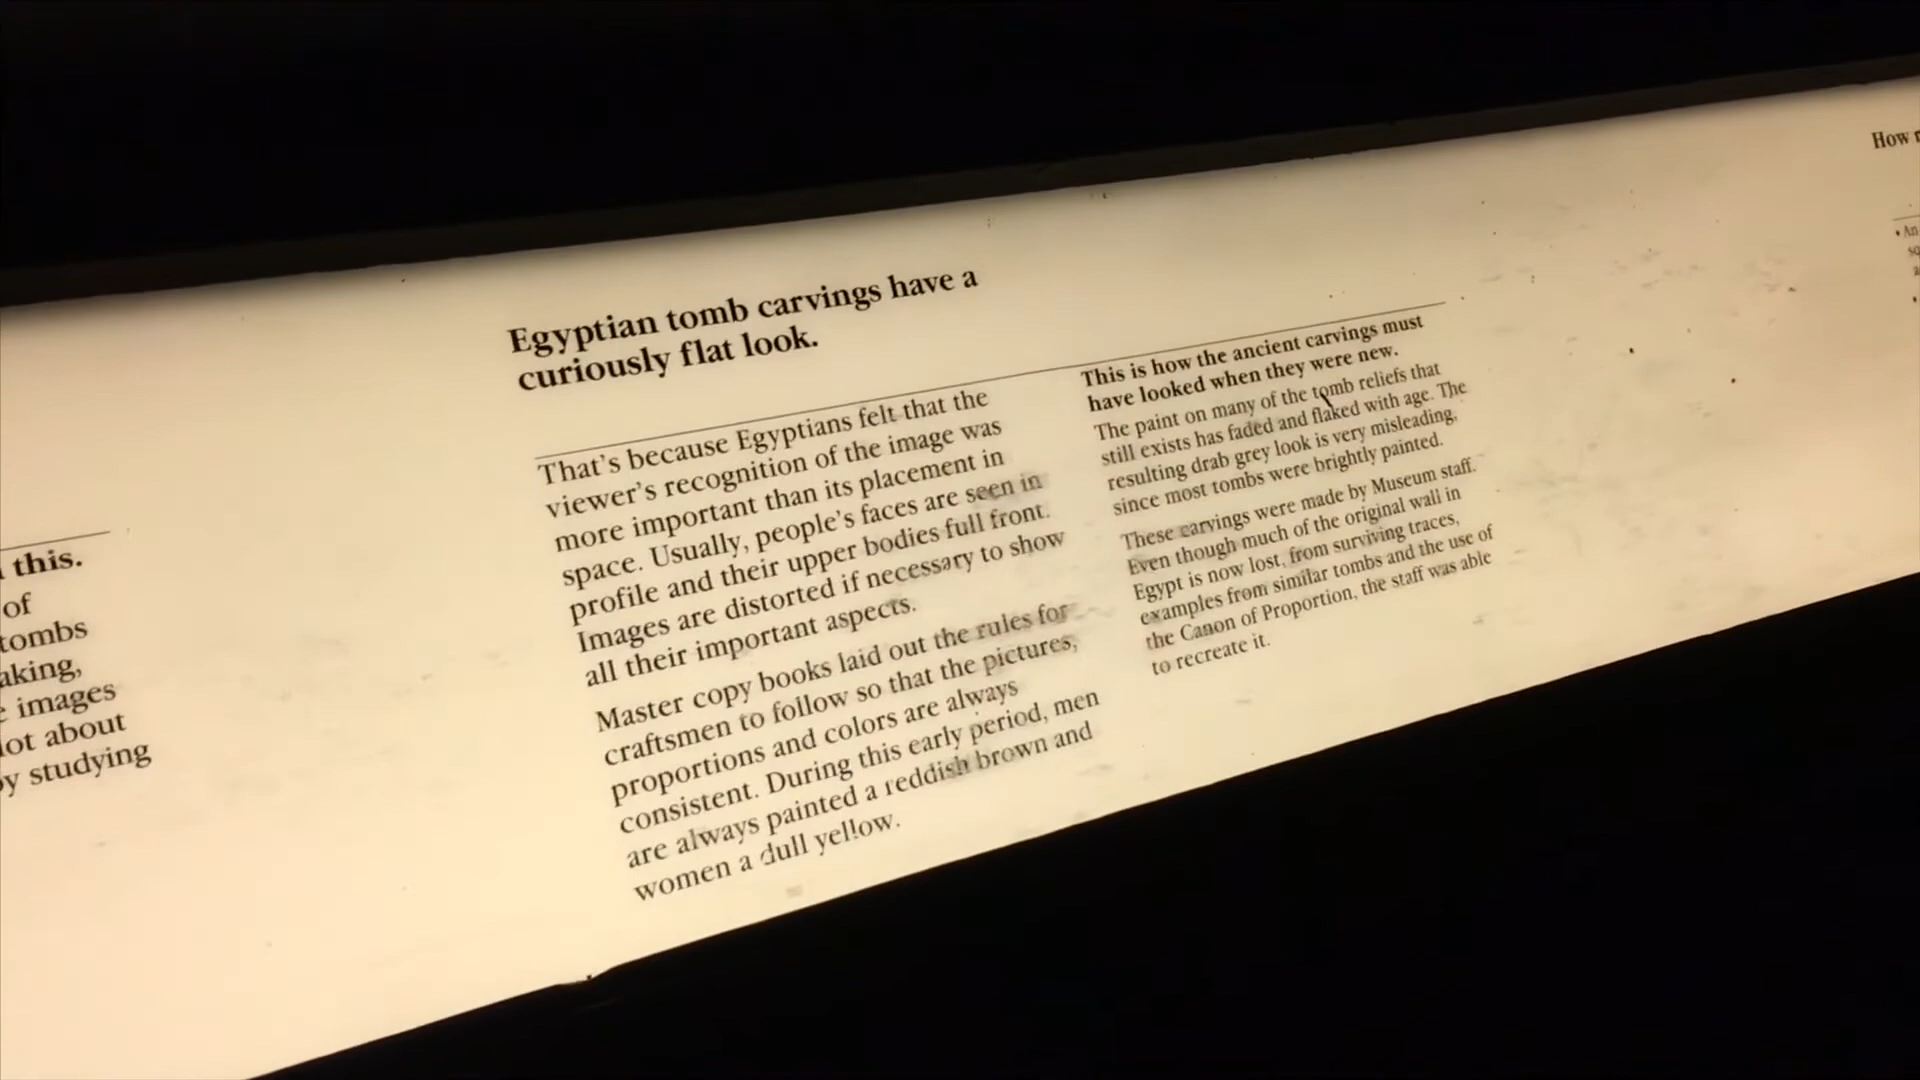 this.
of
tombs
images
about
studying
Egyptian tomb carvings have a
curiously flat look.
That's because Egyptians felt that the
viewer's recognition of the image was
more important than its placement in
space. Usually, people's faces are seen in
profile and their upper bodies full front.
Images are distorted if necessary to show
all their important aspects.
Master copy books laid out the rules for
craftsmen to follow so that the pictures,
proportions and colors are always
consistent. During this early period, men
are always painted a reddish brown and
women a dull yellow.
This is how the ancient carvings must
have looked when they were new.
The paint on many of the tomb reliefs that
still exists has faded and flaked with age. The
resulting drab grey look is very misleading,
since most tombs were brightly painted.
These carvings were made by Museum staff.
Even though much of the original wall in
Egypt is now lost, from surviving traces,
examples from similar tombs and the use of
the Canon of Proportion, the staff was able
to recreate it.
How
• An